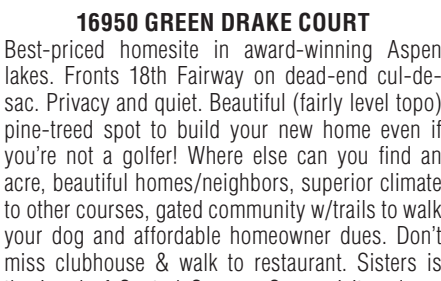 16950 GREEN DRAKE COURT
Best-priced homesite in award-winning Aspen
lakes. Fronts 18th Fairway on dead-end cul-de-
sac. Privacy and quiet. Beautiful (fairly level topo)
pine-treed spot to build your new home even if
you're not a golfer! Where else can you find an
acre, beautiful homes/neighbors, superior climate
to other courses, gated community w/trails to walk
your dog and affordable homeowner dues. Don't
miss clubhouse & walk to restaurant. Sisters is